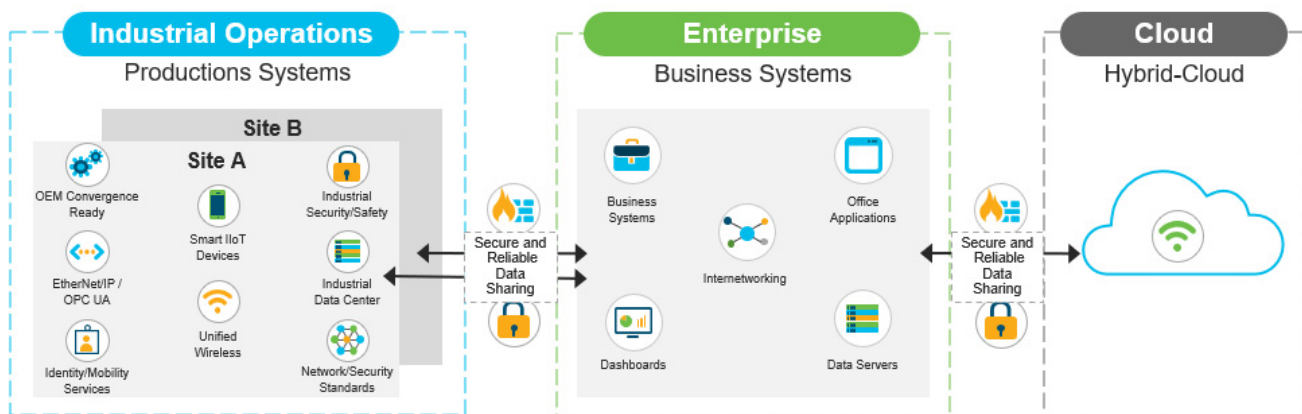 Industrial Operations
Productions Systems
Site B
Site A
OEM Convergence
Ready
Smart IIoT
Devices
Industrial
Security/Safety
EtherNet/IP /
OPC UA
Unified
Wireless
Industrial
Data Center
Identity/Mobility
Services
Network/Security
Standards
Secure and
Reliable
Data
Sharing
Enterprise
Business Systems
Business
Systems
Office
Applications
Internetworking
Dashboards
Data Servers
Secure and
Reliable
Data
Sharing
Cloud
Hybrid-Cloud